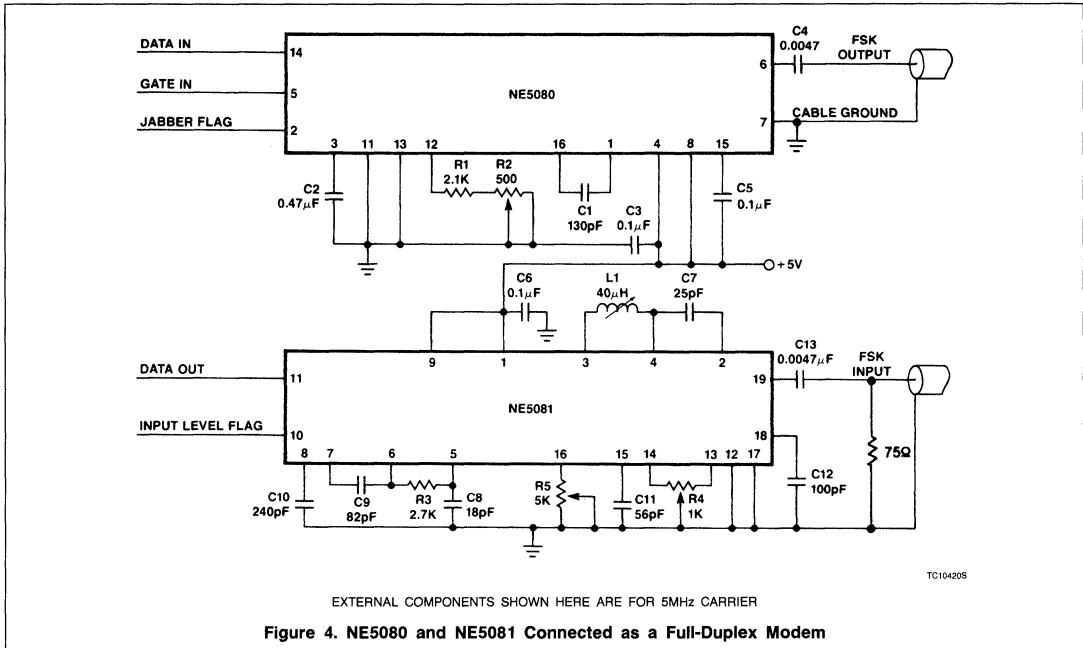 DATA IN
14
GATE IN
5
JABBER FLAG
2
NE5080
6
C4
0.0047
FSK
OUTPUT
7
CABLE GROUND
3
11
13
12
16
1
4
8
15
C2
0.47μF
R1
2.1K
R2
500
C1
130pF
C3
0.1μF
C5
0.1μF
+5V
C6
0.1μF
L1
40μH
C7
25pF
9
1
3
4
2
DATA OUT
11
INPUT LEVEL FLAG
10
NE5081
19
C13
0.0047μF
FSK
INPUT
18
75Ω
8
7
6
5
16
15
14
13
12
17
C10
240pF
C9
82pF
R3
2.7K
C8
18pF
R5
5K
C11
56pF
R4
1K
C12
100pF
TC10420S
EXTERNAL COMPONENTS SHOWN HERE ARE FOR 5MHz CARRIER
Figure 4. NE5080 and NE5081 Connected as a Full-Duplex Modem